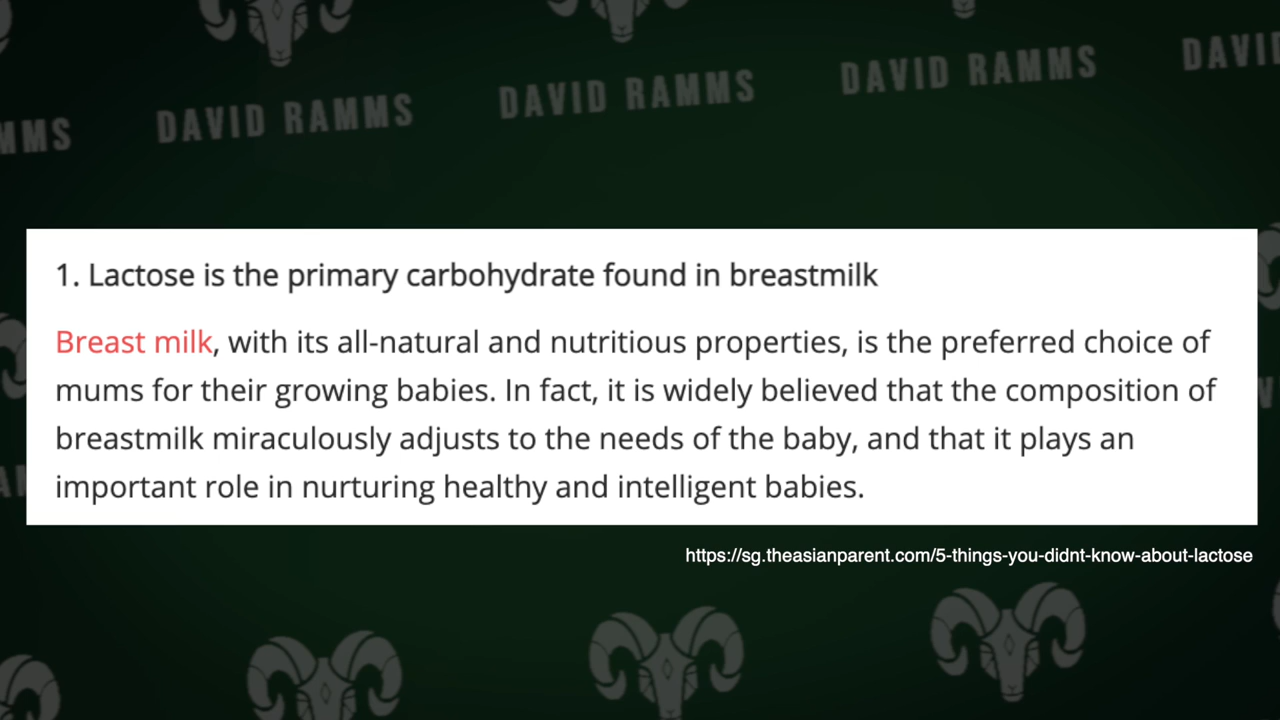 DAVID RAMMS
DAVID RAMMS
DAVID RAMMS
1. Lactose is the primary carbohydrate found in breastmilk
Breast milk, with its all-natural and nutritious properties, is the preferred choice of
mums for their growing babies. In fact, it is widely believed that the composition of
breastmilk miraculously adjusts to the needs of the baby, and that it plays an
important role in nurturing healthy and intelligent babies.
https://sg.theasianparent.com/5-things-you-didnt-know-about-lactose